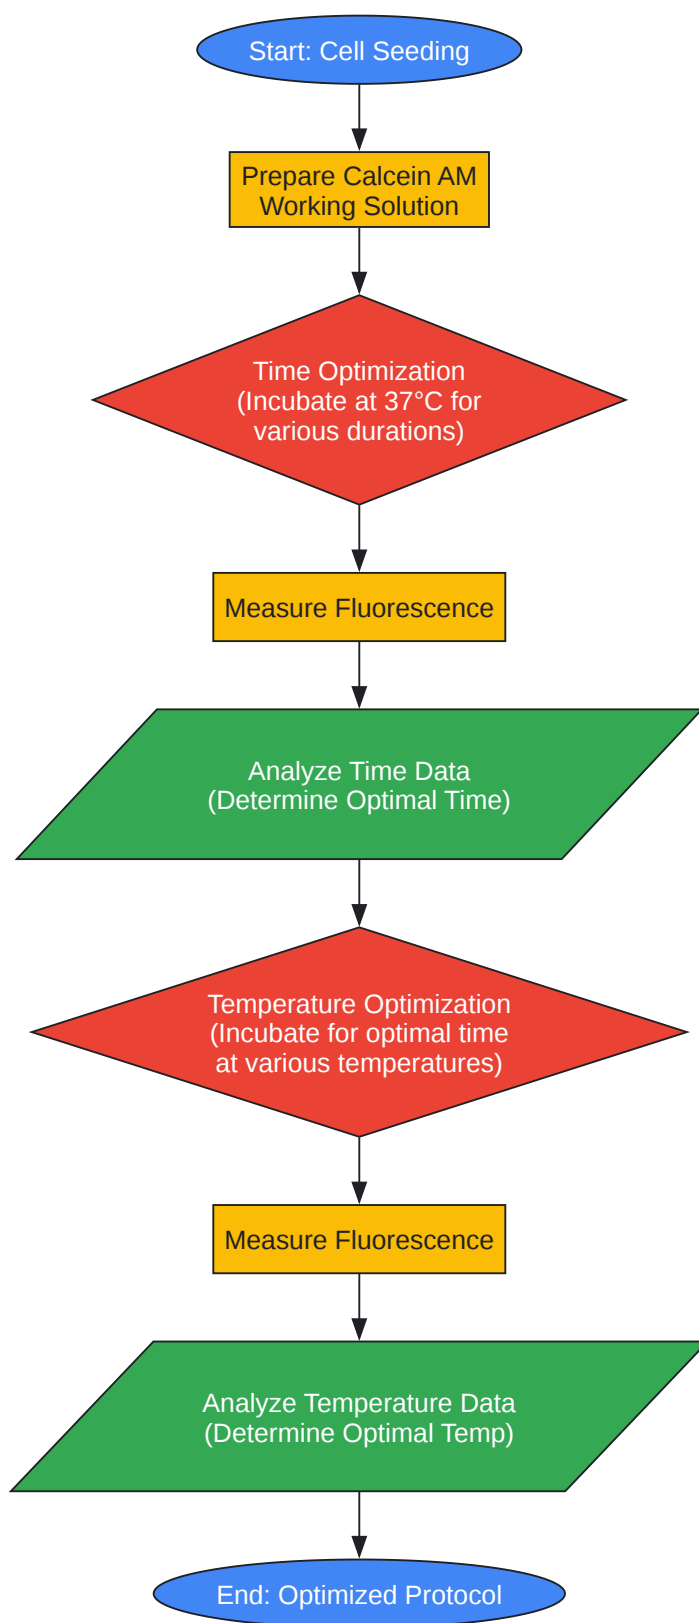 Start: Cell Seeding
Prepare Calcein AM
Working Solution
Time Optimization
(Incubate at 37°C for
various durations)
Measure Fluorescence
Analyze Time Data
(Determine Optimal Time)
Temperature Optimization
(Incubate for optimal time
at various temperatures)
Measure Fluorescence
Analyze Temperature Data
(Determine Optimal Temp)
End: Optimized Protocol